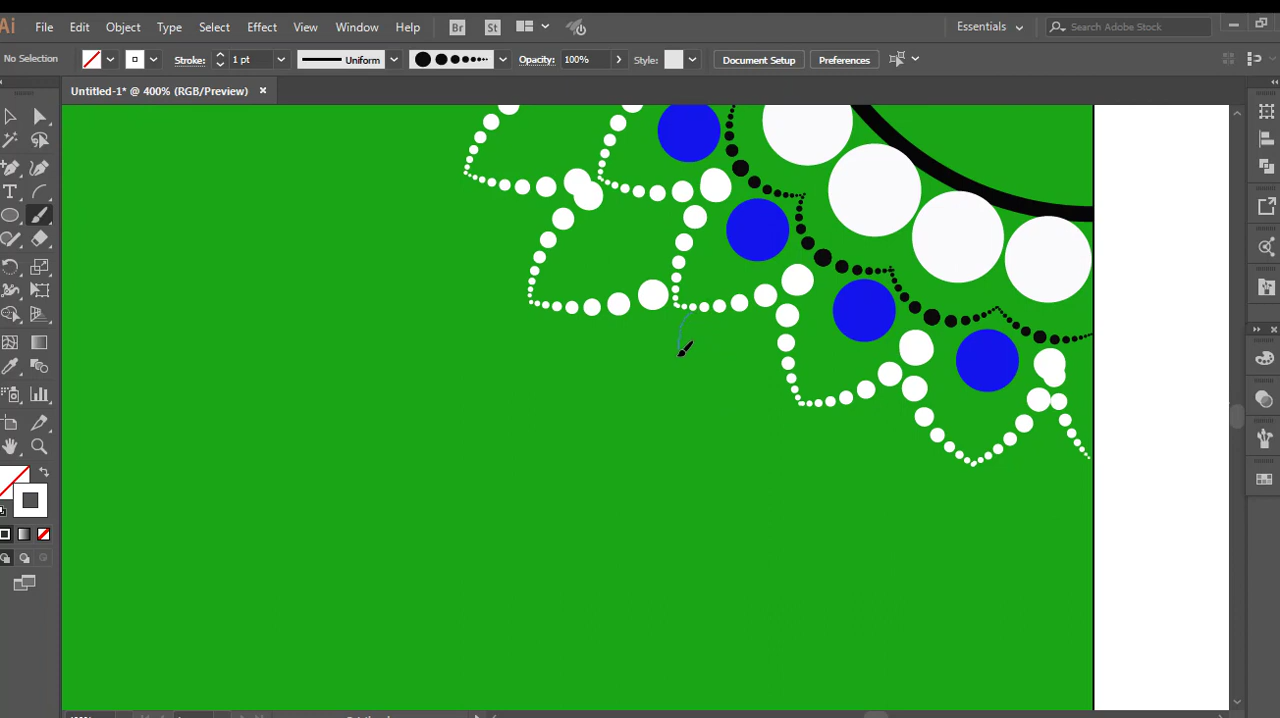 Ai File Edit Object Type Select Effect View Window Help Br St Essentials Search Adobe Stock
No Selection Stroke: 1 pt Uniform Opacity: 100% Style: Document Setup Preferences
Untitled-1* @ 400% (RGB/Preview) ×
T